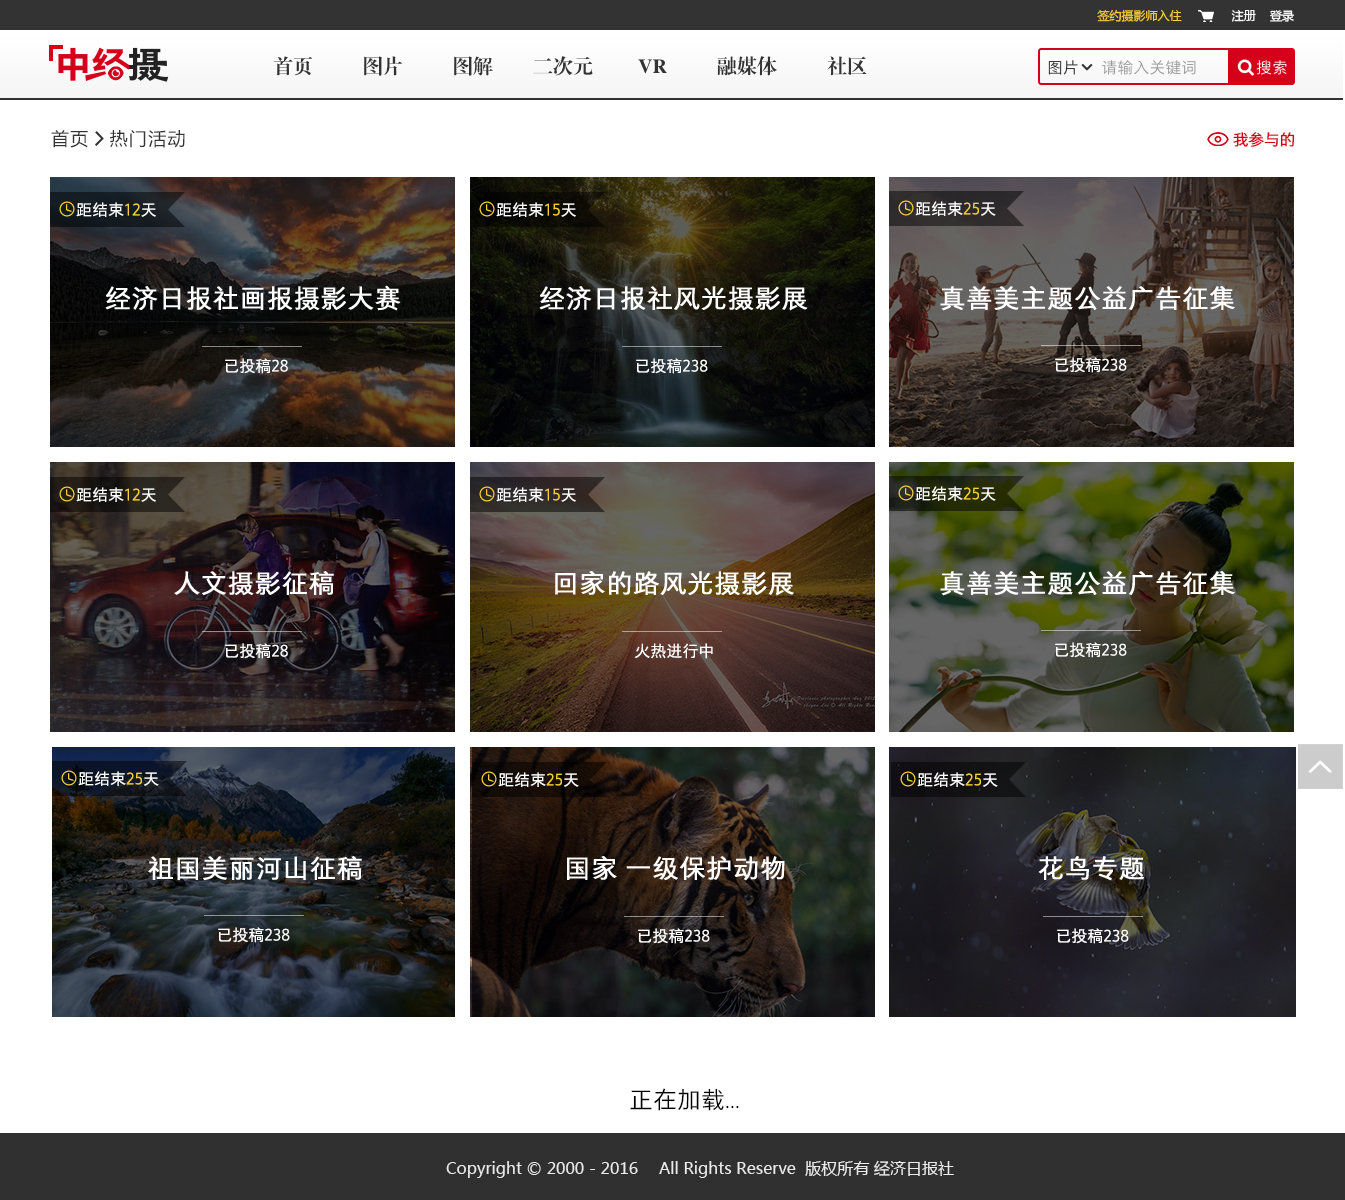 签约摄影师入住 注册 登录
中经摄 首页 图片 图解 二次元 VR 融媒体 社区 图片 请输入关键词 搜索
首页 热门活动 我参与的
距结束12天
经济日报社画报摄影大赛
已投稿28
距结束15天
经济日报社风光摄影展
已投稿238
距结束25天
真善美主题公益广告征集
已投稿238
距结束12天
人文摄影征稿
已投稿28
距结束15天
回家的路风光摄影展
火热进行中
距结束25天
真善美主题公益广告征集
已投稿238
距结束25天
祖国美丽河山征稿
已投稿238
距结束25天
国家 一级保护动物
已投稿238
距结束25天
花鸟专题
已投稿238
正在加载...
Copyright © 2000 - 2016 All Rights Reserve 版权所有 经济日报社